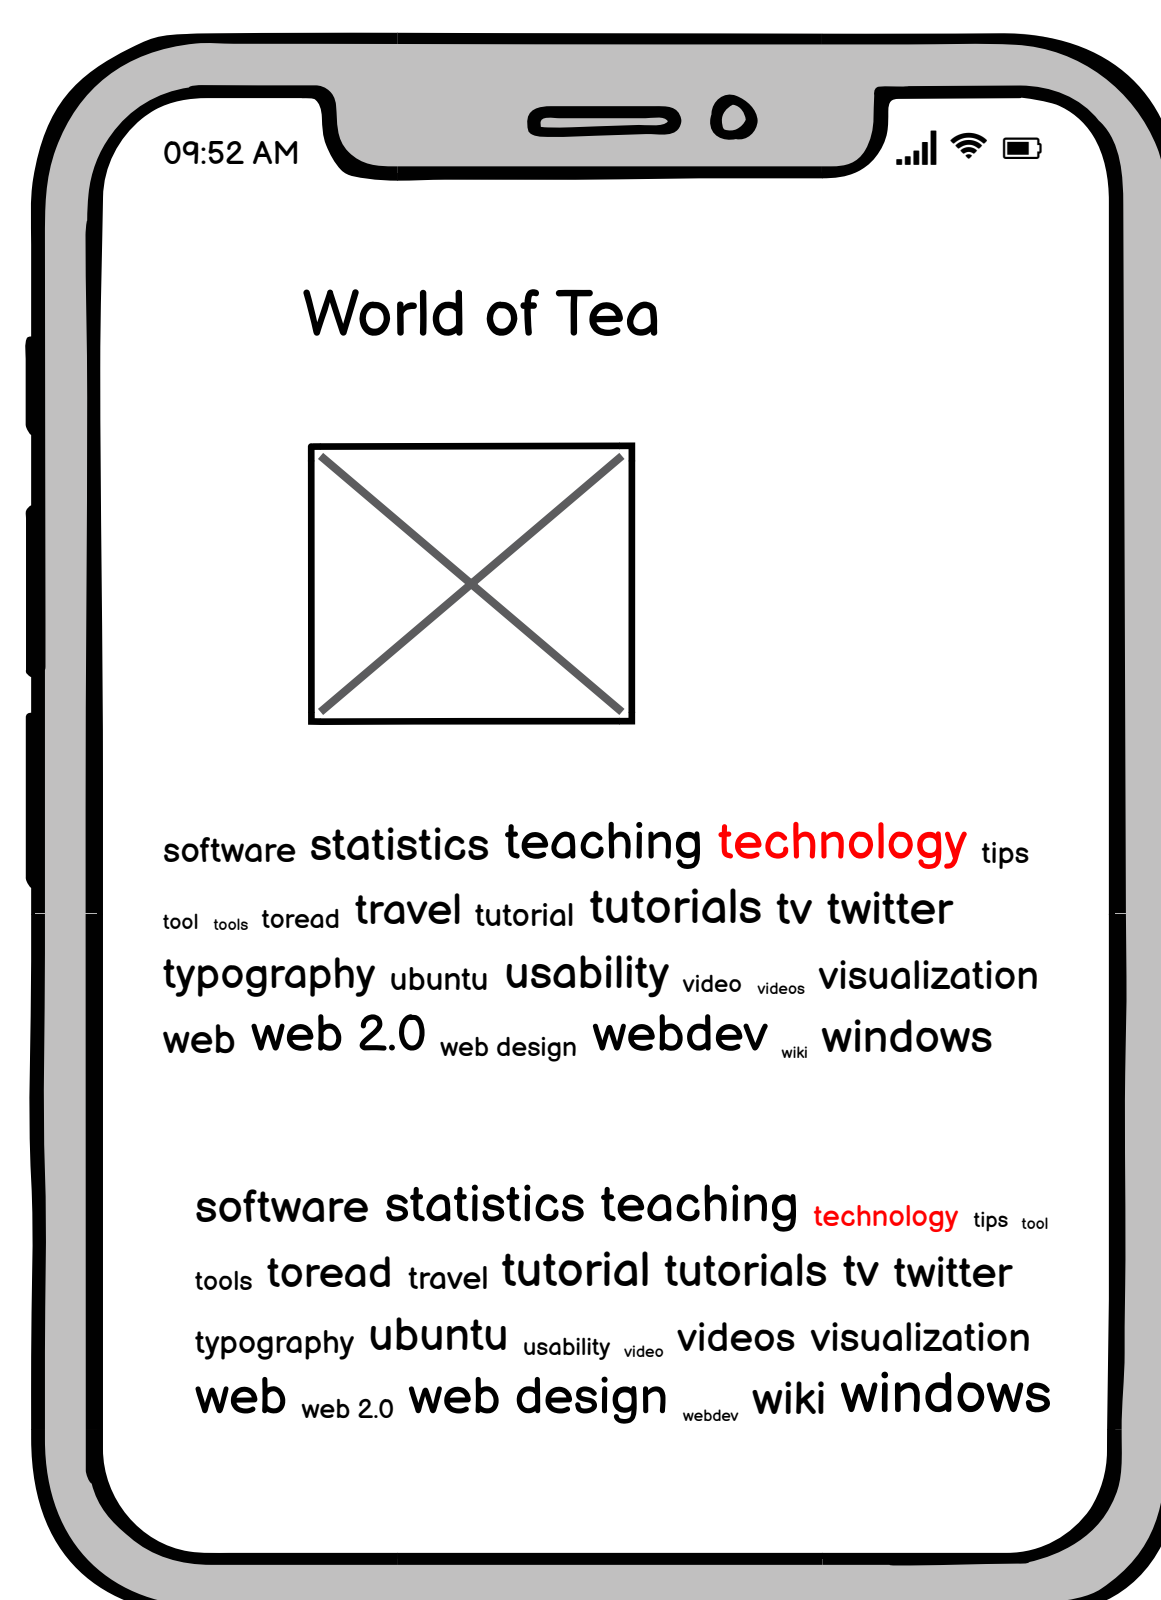 09:52 AM
World of Tea
software statistics teaching technology tips
tool tools toread travel tutorial tutorials tv twitter
typography ubuntu usability video videos visualization
web web 2.0 web design webdev wiki windows
software statistics teaching technology tips tool
tools toread travel tutorial tutorials tv twitter
typography ubuntu usability video videos visualization
web web 2.0 web design webdev wiki windows